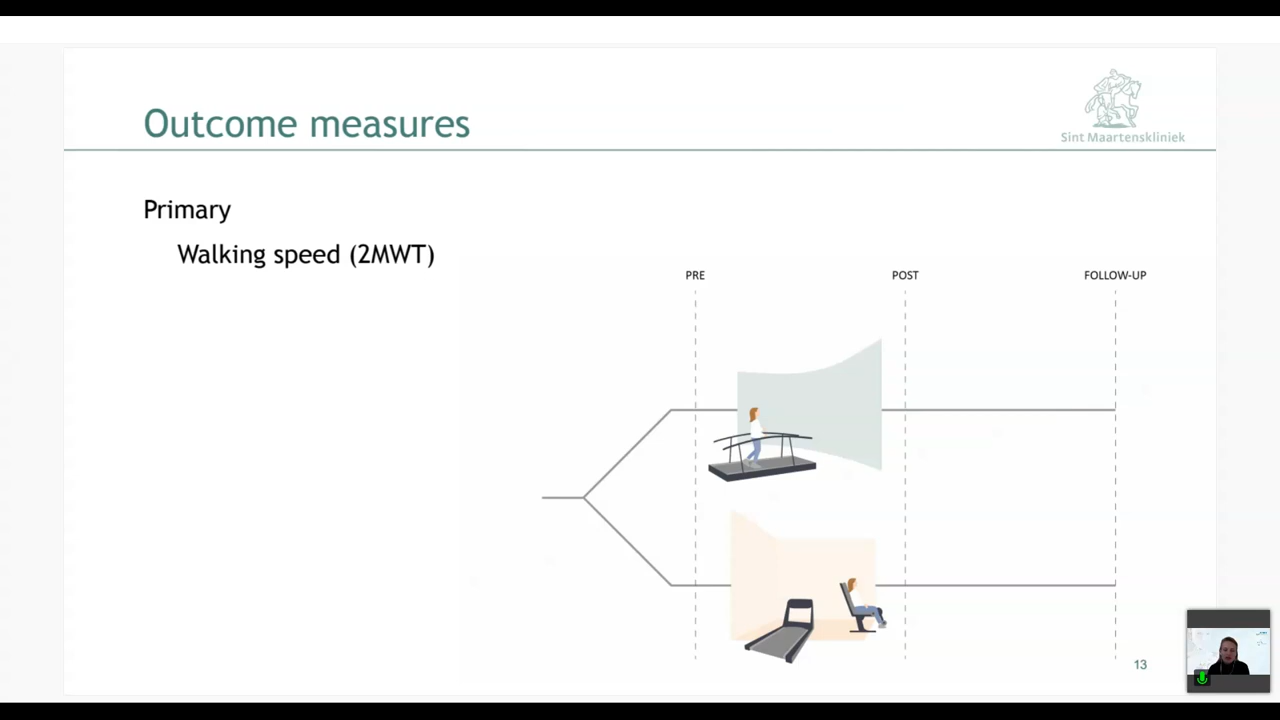 Outcome measures
Sint Maartenskliniek
Primary
Walking speed (2MWT)
PRE
POST
FOLLOW-UP
13